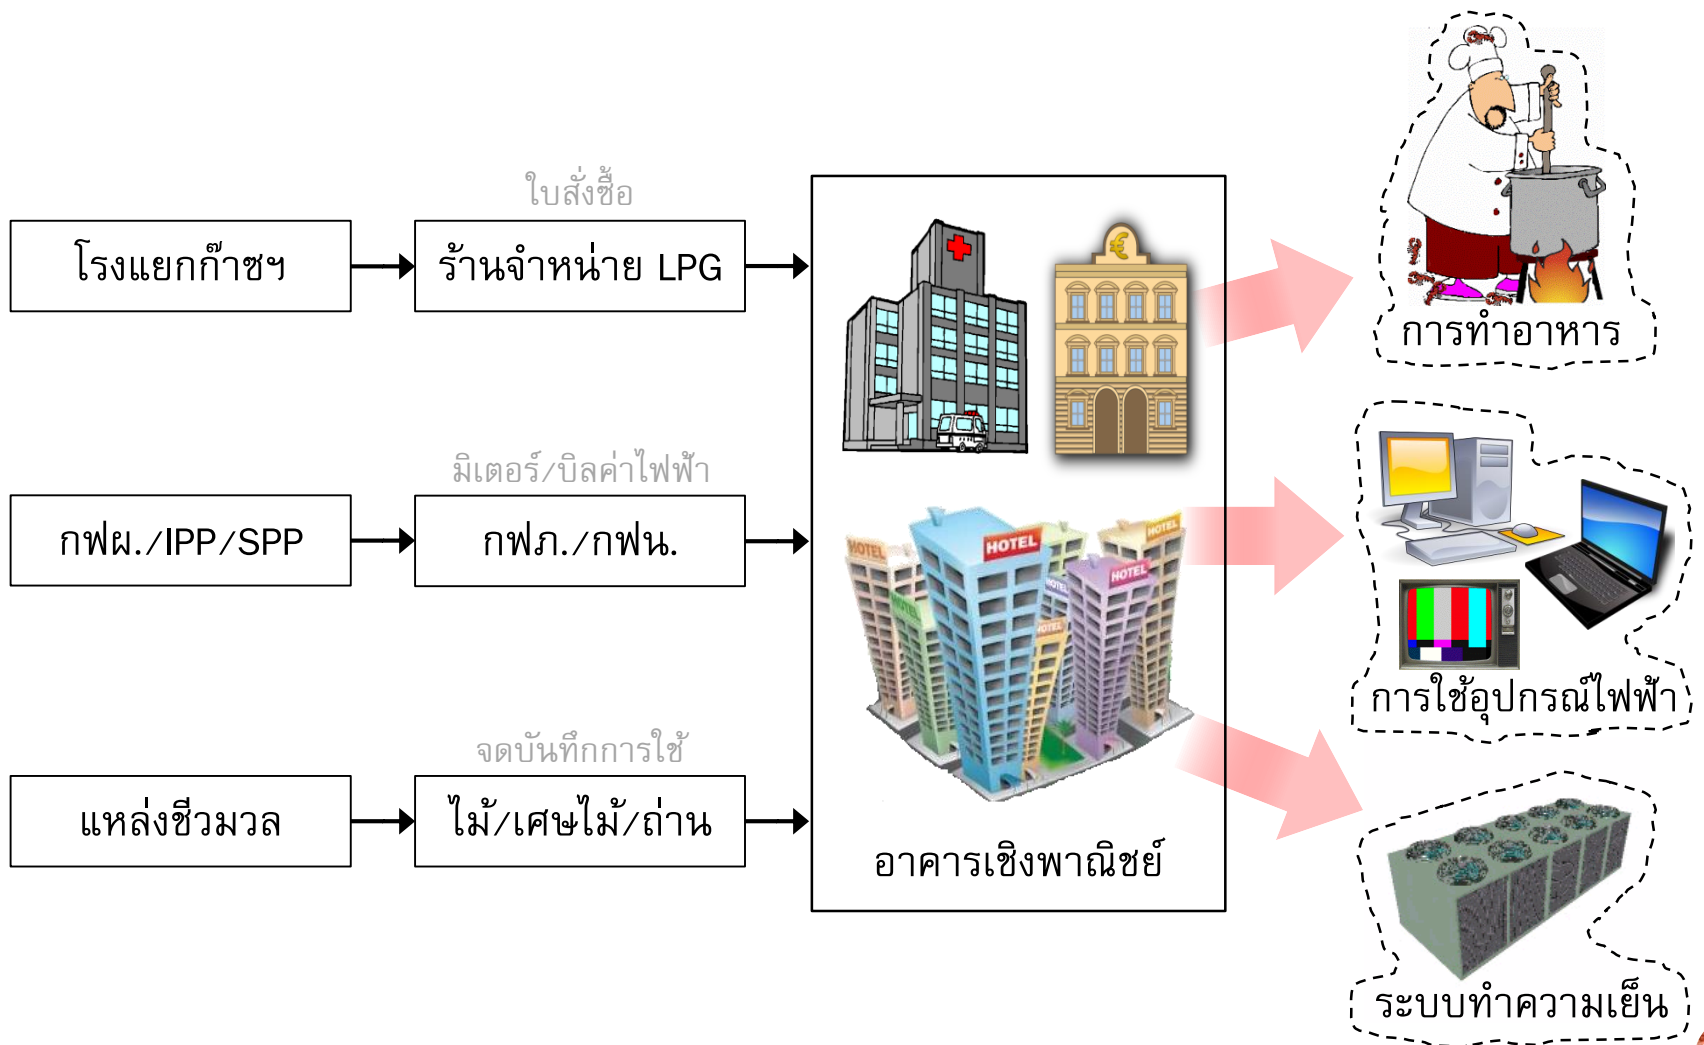 ใบสั่งซื้อ
โรงแยกก๊าซฯ
ร้านจำหน่าย LPG
การทำอาหาร
มิเตอร์/บิลค่าไฟฟ้า
กฟผ./IPP/SPP
กฟภ./กฟน.
HOTEL
HOTEL
HOTEL
HOTEL
HOTEL
HOTEL
การใช้อุปกรณ์ไฟฟ้า
จดบันทึกการใช้
แหล่งชีวมวล
ไม้/เศษไม้/ถ่าน
อาคารเชิงพาณิชย์
ระบบทำความเย็น